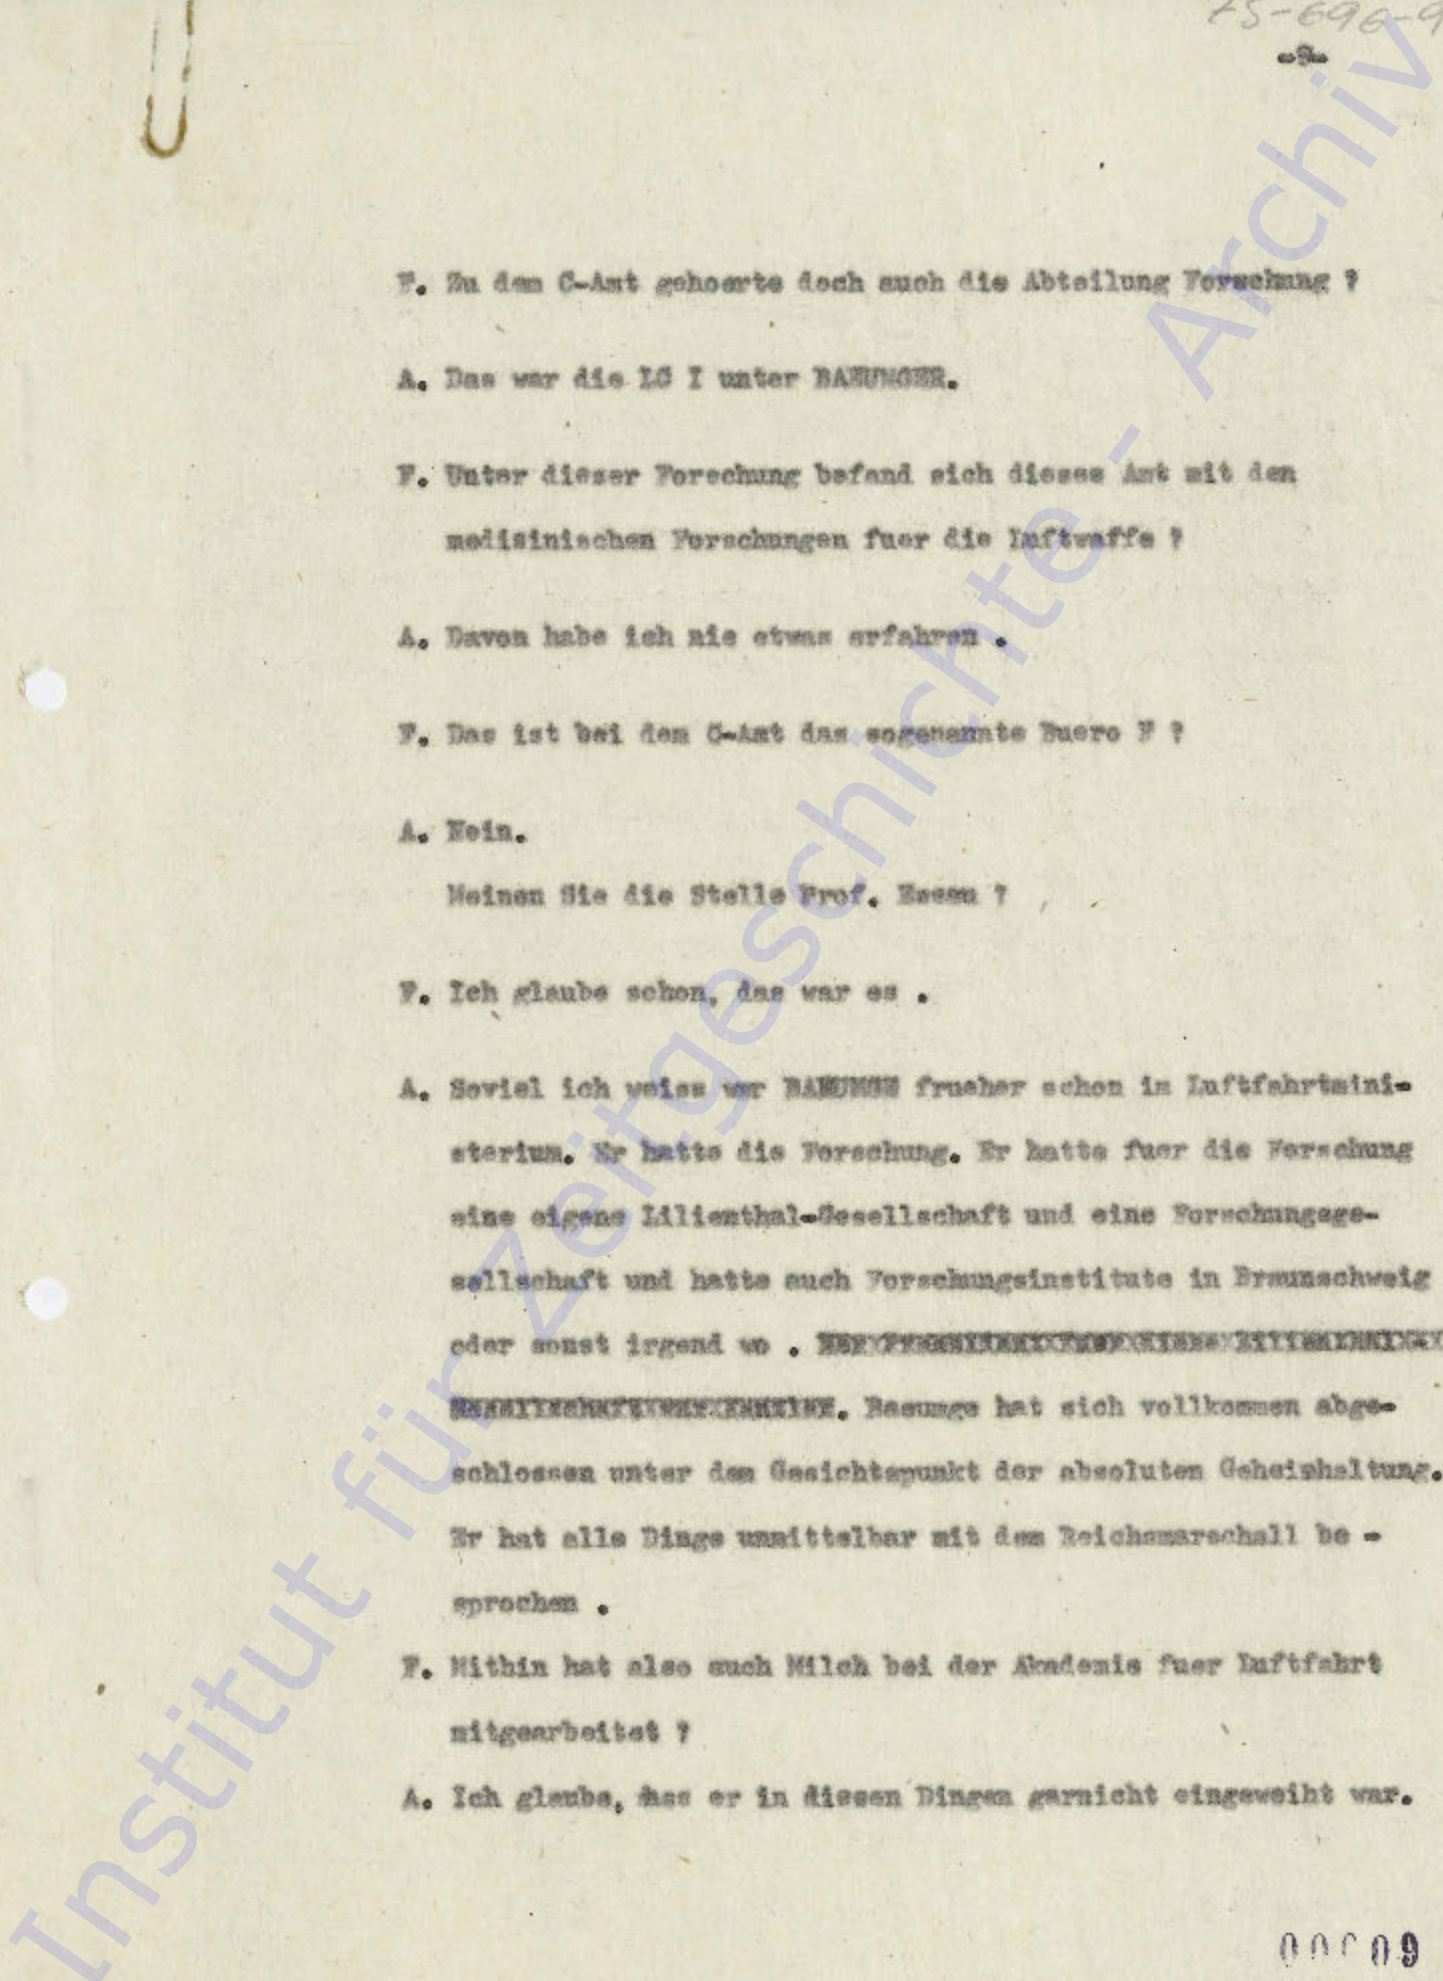 ZS-696-9
F. Zu dem C-Amt gehoerte doch auch die Abteilung Forschung ?
A. Das war die LC I unter BAEUMGER.
F. Unter dieser Forschung befand sich dieses Amt mit den
medizinischen Forschungen fuer die Luftwaffe ?
A. Davon habe ich nie etwas erfahren .
F. Das ist bei dem C-Amt das sogenannte Buero F ?
A. Nein.
Meinen Sie die Stelle Prof. Essau ?
F. Ich glaube schon, das war es .
A. Soviel ich weiss war BAEUMGE frueher schon im Luftfahrtmini-
sterium. Er hatte die Forschung. Er hatte fuer die Forschung
eine eigene Lilienthal-Gesellschaft und eine Forschungsge-
sellschaft und hatte auch Forschungsinstitute in Braunschweig
oder sonst irgend wo .
Baeumge hat sich vollkommen abge-
schlossen unter dem Gesichtspunkt der absoluten Geheimhaltung.
Er hat alle Dinge unmittelbar mit dem Reichsmarschall be -
sprochen .
F. Mithin hat also auch Milch bei der Akademie fuer Luftfahrt
mitgearbeitet ?
A. Ich glaube, dass er in diesen Dingen garnicht eingeweiht war.
00009
Institut für Zeitgeschichte - Archiv